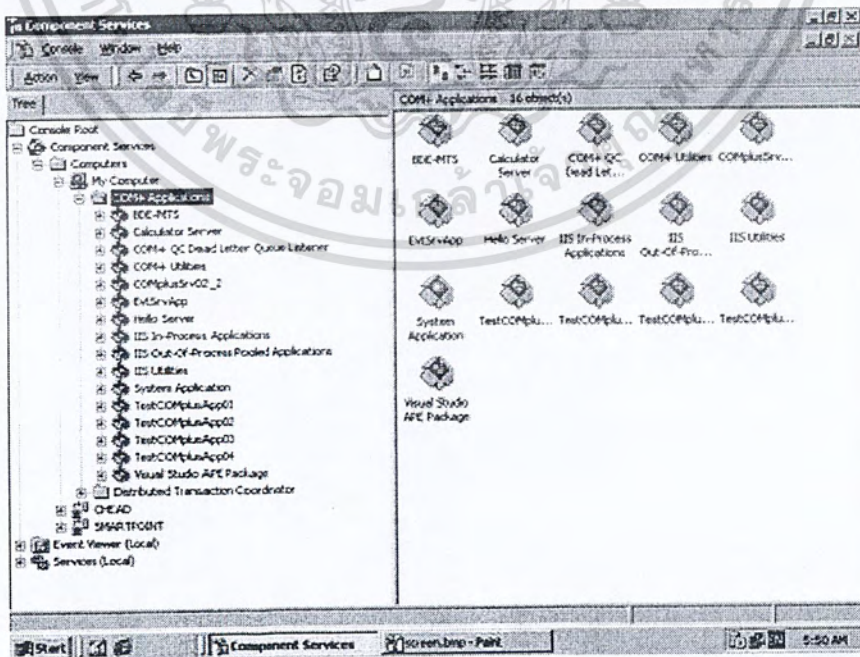 Component Services
Console Window Help
Action View
Tree
Console Root
Component Services
Computers
My Computer
COM+ Applications
BDE-MTS
Calculator Server
COM+ QC Dead Letter Queue Listener
COM+ Utilities
COMplusSrv02_2
EvtSrvApp
Hello Server
IIS In-Process Applications
IIS Out-Of-Process Pooled Applications
IIS Utilities
System Application
TestCOMplusApp01
TestCOMplusApp02
TestCOMplusApp03
TestCOMplusApp04
Visual Studio APE Package
Distributed Transaction Coordinator
CHEAD
SMARTPOINT
Event Viewer (Local)
Services (Local)
COM+ Applications 16 object(s)
BDE-MTS
Calculator Server
COM+ QC Dead Let...
COM+ Utilities
COMplusSrv...
EvtSrvApp
Hello Server
IIS In-Process Applications
IIS Out-Of-Pro...
IIS Utilities
System Application
TestCOMplu...
TestCOMplu...
TestCOMplu...
TestCOMplu...
Visual Studio APE Package
Start
Component Services
screen.bmp - Paint
5:50 AM